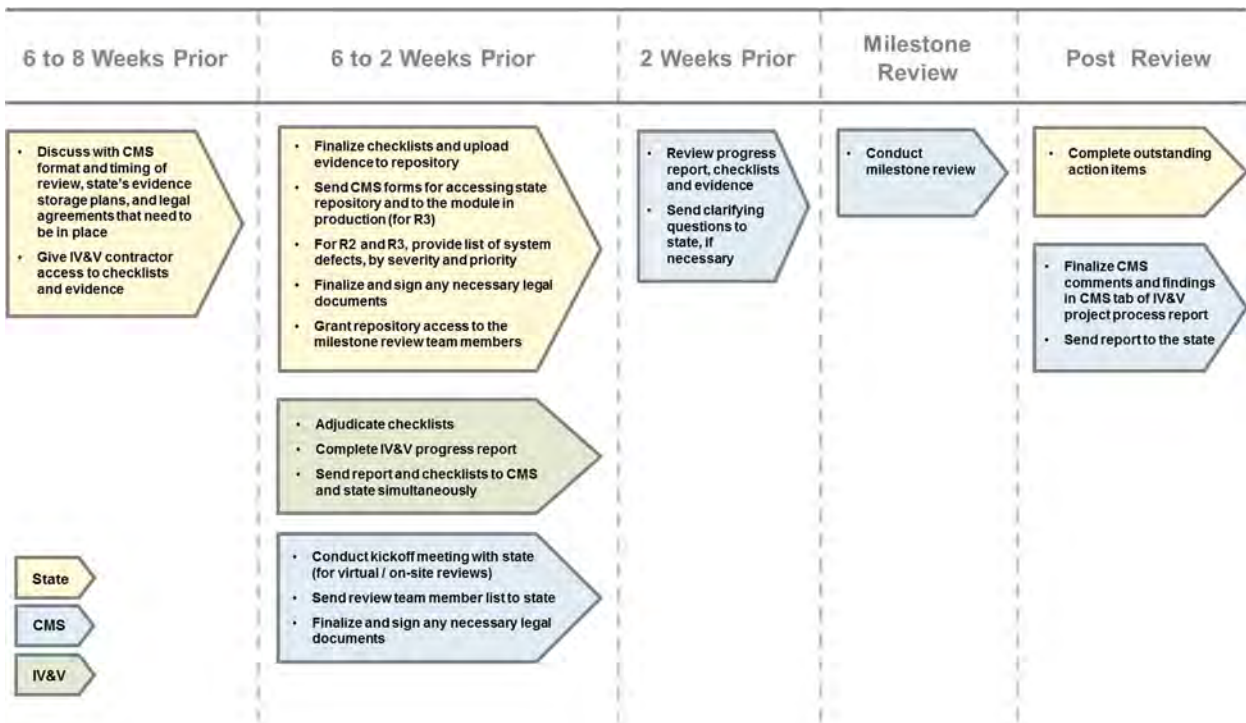 6 to 8 Weeks Prior
6 to 2 Weeks Prior
2 Weeks Prior
Milestone
Review
Post Review
• Discuss with CMS
format and timing of
review, state's evidence
storage plans, and legal
agreements that need to
be in place
• Give IV&V contractor
access to checklists
and evidence
• Finalize checklists and upload
evidence to repository
• Send CMS forms for accessing state
repository and to the module in
production (for R3)
• For R2 and R3, provide list of system
defects, by severity and priority
• Finalize and sign any necessary legal
documents
• Grant repository access to the
milestone review team members
• Adjudicate checklists
• Complete IV&V progress report
• Send report and checklists to CMS
and state simultaneously
• Conduct kickoff meeting with state
(for virtual / on-site reviews)
• Send review team member list to state
• Finalize and sign any necessary legal
documents
• Review progress
report, checklists
and evidence
• Send clarifying
questions to
state, if
necessary
• Conduct
milestone review
• Complete outstanding
action items
• Finalize CMS
comments and findings
in CMS tab of IV&V
project process report
• Send report to the state
State
CMS
IV&V